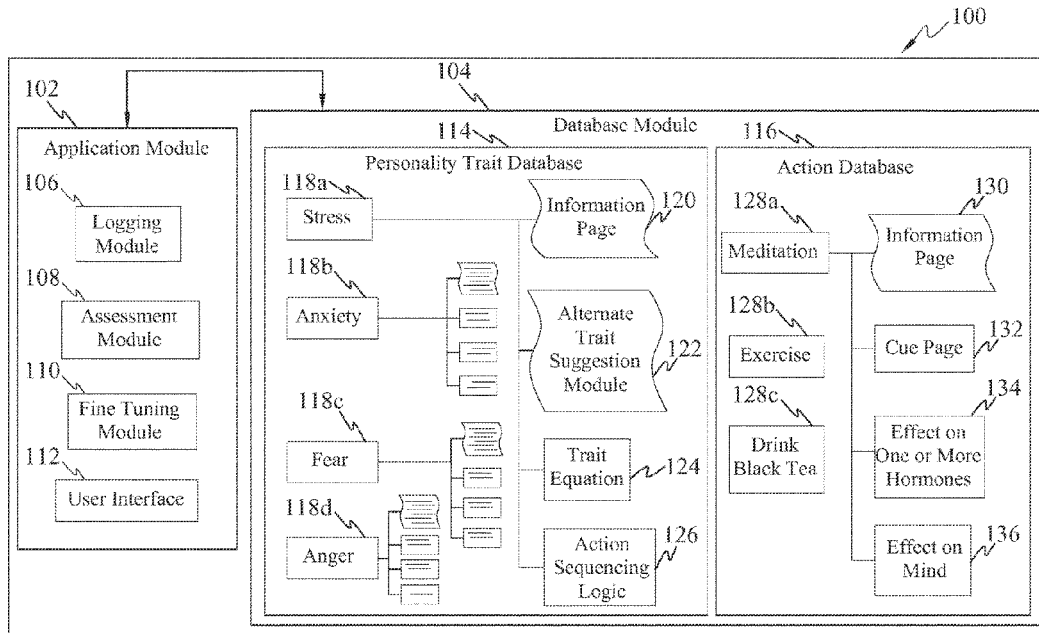 100
102
Application Module
106
Logging
Module
108
Assessment
Module
110
Fine Tuning
Module
112
User Interface
104
Database Module
114
Personality Trait Database
118a
Stress
Information
Page
120
118b
Anxiety
Alternate
Trait
Suggestion
Module
122
118c
Fear
Trait
Equation
124
118d
Anger
Action
Sequencing
Logic
126
116
Action Database
128a
Meditation
Information
Page
130
128b
Exercise
Cue Page
132
128c
Drink
Black Tea
Effect on
One or More
Hormones
134
Effect on
Mind
136